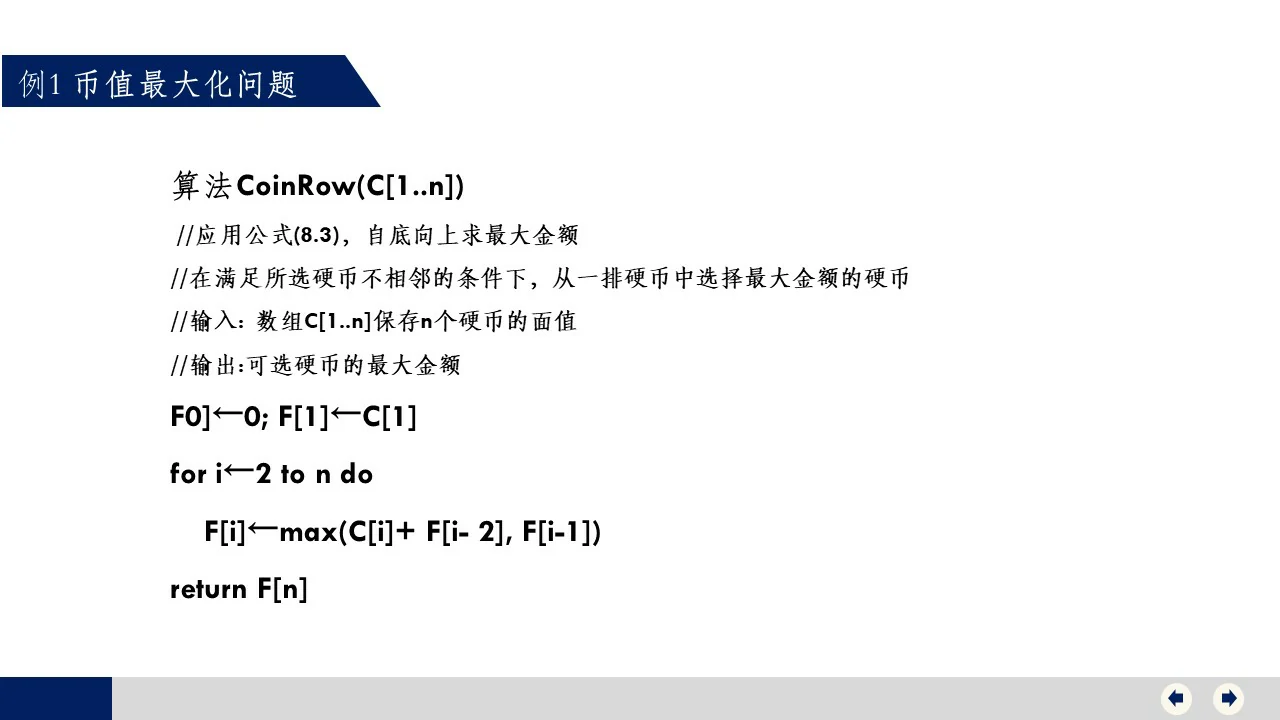 例1 币值最大化问题
算法CoinRow(C[1..n])
//应用公式(8.3)，自底向上求最大金额
//在满足所选硬币不相邻的条件下，从一排硬币中选择最大金额的硬币
//输入：数组C[1..n]保存n个硬币的面值
//输出:可选硬币的最大金额
F0]←0; F[1]←C[1]
for i←2 to n do
F[i]←max(C[i]+ F[i- 2], F[i-1])
return F[n]